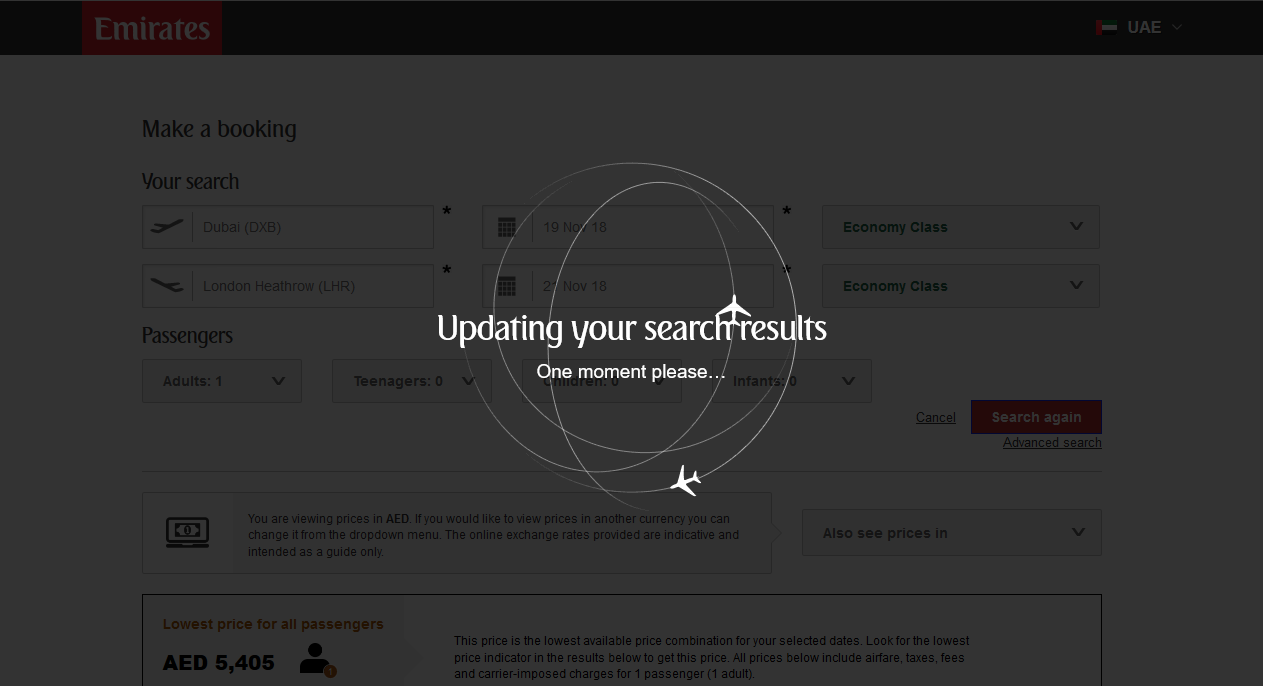 Emirates
UAE
Make a booking
Your search
Dubai (DXB) *
19 Nov 18 *
Economy Class
London Heathrow (LHR) *
Nov 18 *
Economy Class
Updating your search results
One moment please...
Passengers
Adults: 1
Teenagers: 0
Children: 0
Infants: 0
Cancel
Search again
Advanced search
You are viewing prices in AED. If you would like to view prices in another currency you can
change it from the dropdown menu. The online exchange rates provided are indicative and
intended as a guide only.
Also see prices in
Lowest price for all passengers
AED 5,405
1
This price is the lowest available price combination for your selected dates. Look for the lowest
price indicator in the results below to get this price. All prices below include airfare, taxes, fees
and carrier-imposed charges for 1 passenger (1 adult).